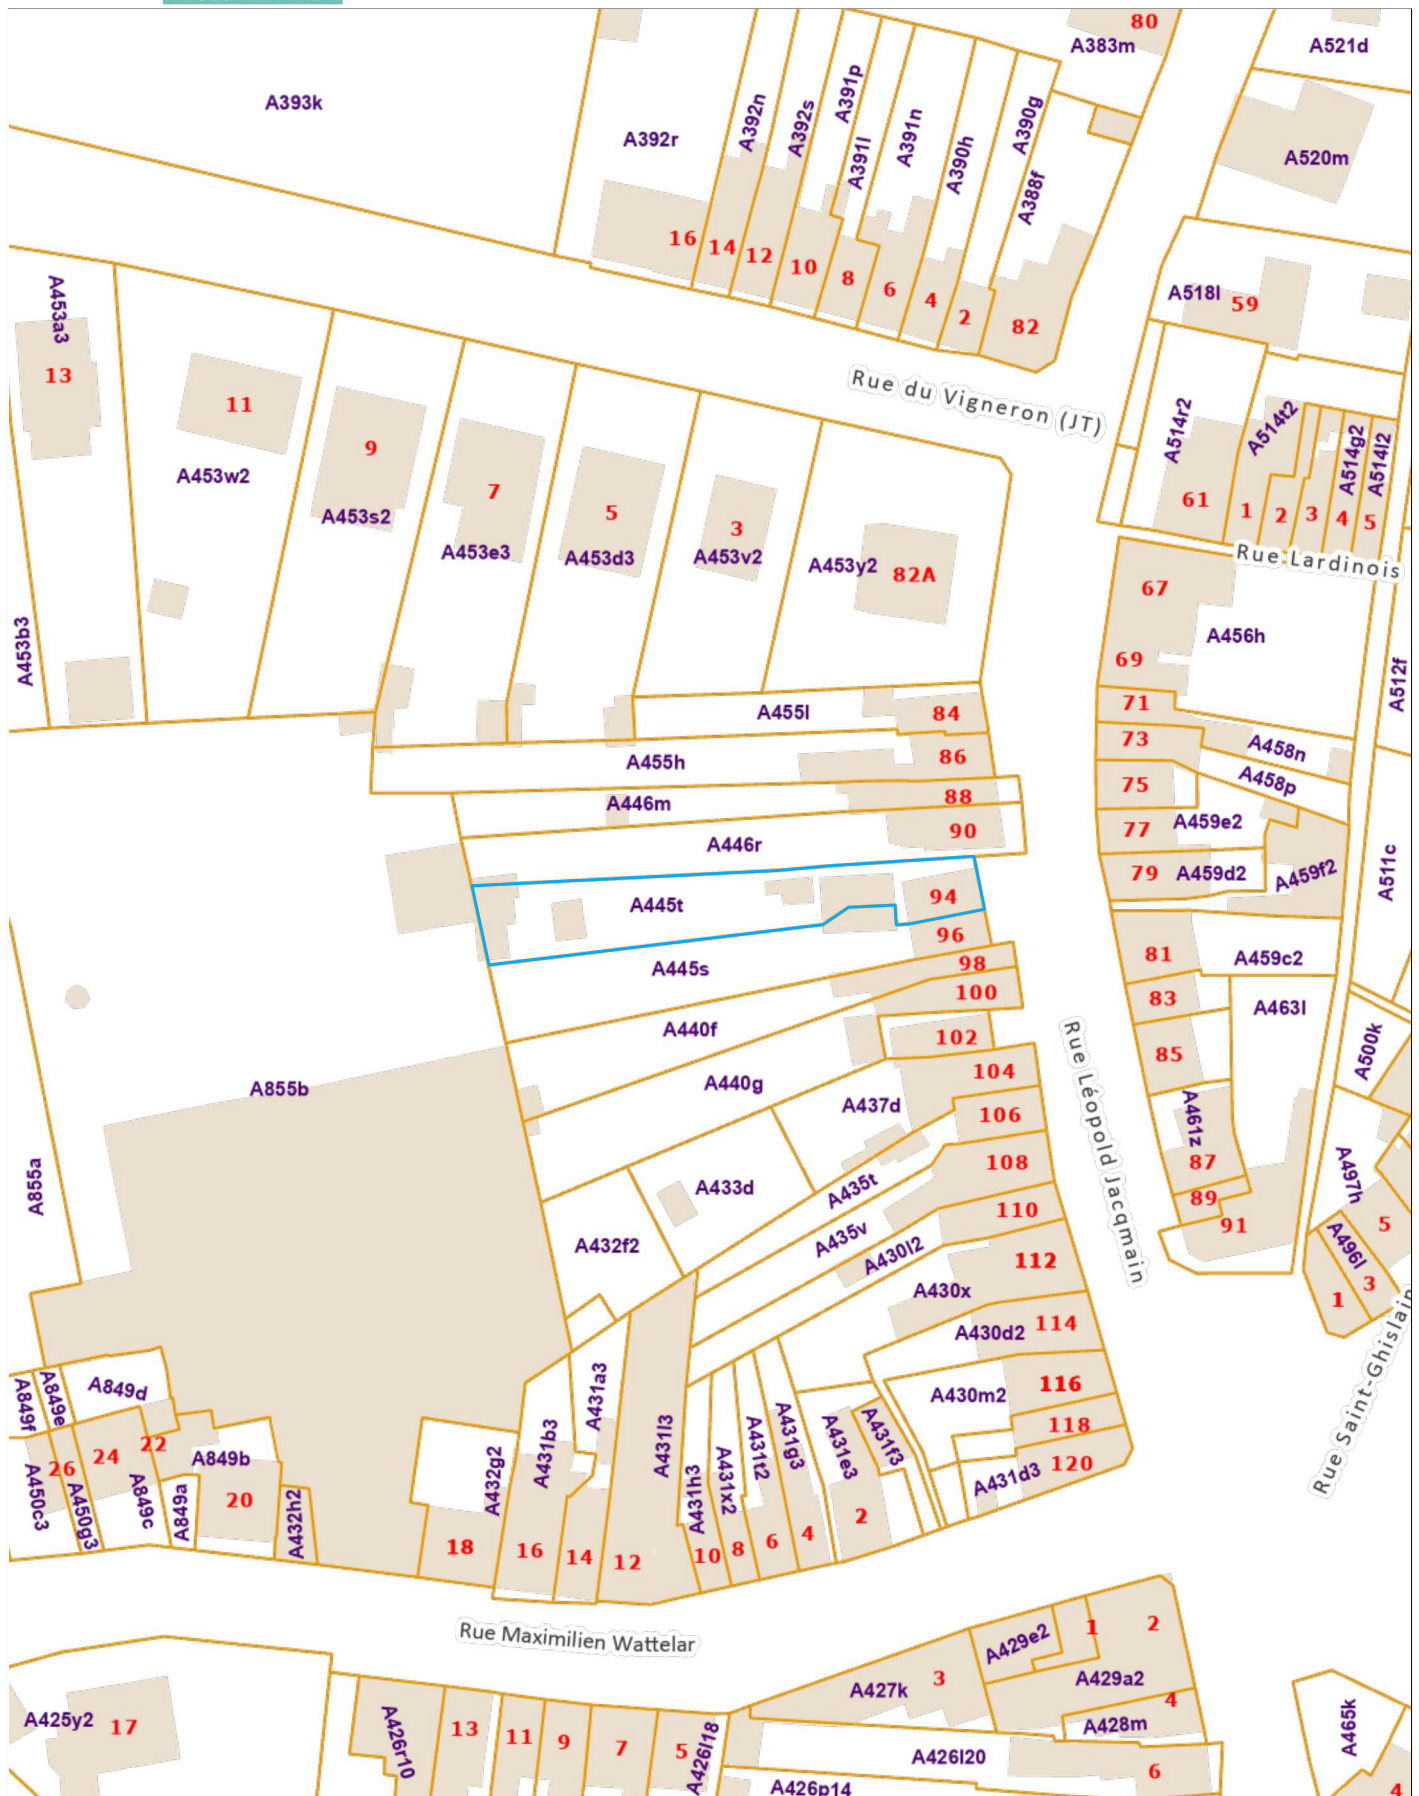 80
A383m
A521d
A393k
A392r
A392n
A392s
A391p
A391l
A391n
A390h
A390g
A388f
A520m
16
14
12
10
8
6
4
2
82
A518l
59
A453a3
13
11
A453w2
9
A453s2
7
A453e3
5
A453d3
3
A453v2
A453y2
82A
Rue du Vigneron (JT)
A514r2
A514t2
A514g2
A514l2
61
1
2
3
4
5
Rue Lardinois
67
69
A456h
A512f
A453b3
71
73
A458n
75
A458p
77
A459e2
79
A459d2
A459f2
A511c
A455l
84
A455h
86
A446m
88
A446r
90
A445t
94
96
A445s
98
100
A440f
102
A440g
104
A437d
106
81
A459c2
83
A463l
85
A500k
A461z
87
89
91
A497h
5
A496l
3
1
Rue Léopold Jacqmain
Rue Saint-Ghislain
A855b
A855a
A433d
A435t
108
A435v
110
A432f2
A430l2
112
A430x
A430d2
114
A430m2
116
118
120
A431d3
A849f
A849e
A849d
22
24
26
A849b
A450c3
A450g3
A849c
A849a
20
A432h2
A432g2
18
A431b3
16
A431a3
14
A431l3
12
A431h3
10
A431x2
8
A431t2
6
A431g3
4
A431e3
2
A431f3
Rue Maximilien Wattelar
A429e2
1
2
A427k
3
A429a2
4
A428m
A425y2
17
A426r10
13
11
9
7
5
A426l18
A426l20
6
A426p14
A465k
4